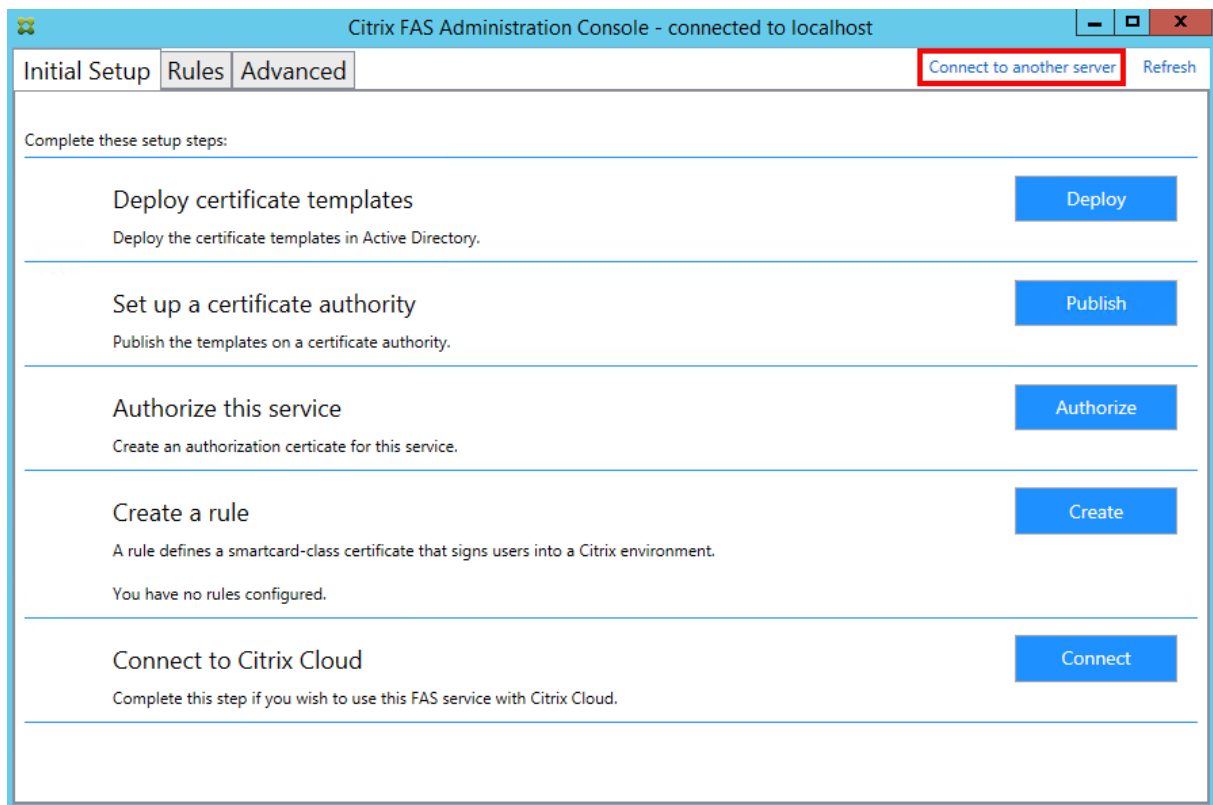 Citrix FAS Administration Console - connected to localhost
Initial Setup Rules Advanced Connect to another server Refresh
Complete these setup steps:
Deploy certificate templates
Deploy
Deploy the certificate templates in Active Directory.
Set up a certificate authority
Publish
Publish the templates on a certificate authority.
Authorize this service
Authorize
Create an authorization certicate for this service.
Create a rule
Create
A rule defines a smartcard-class certificate that signs users into a Citrix environment.
You have no rules configured.
Connect to Citrix Cloud
Connect
Complete this step if you wish to use this FAS service with Citrix Cloud.